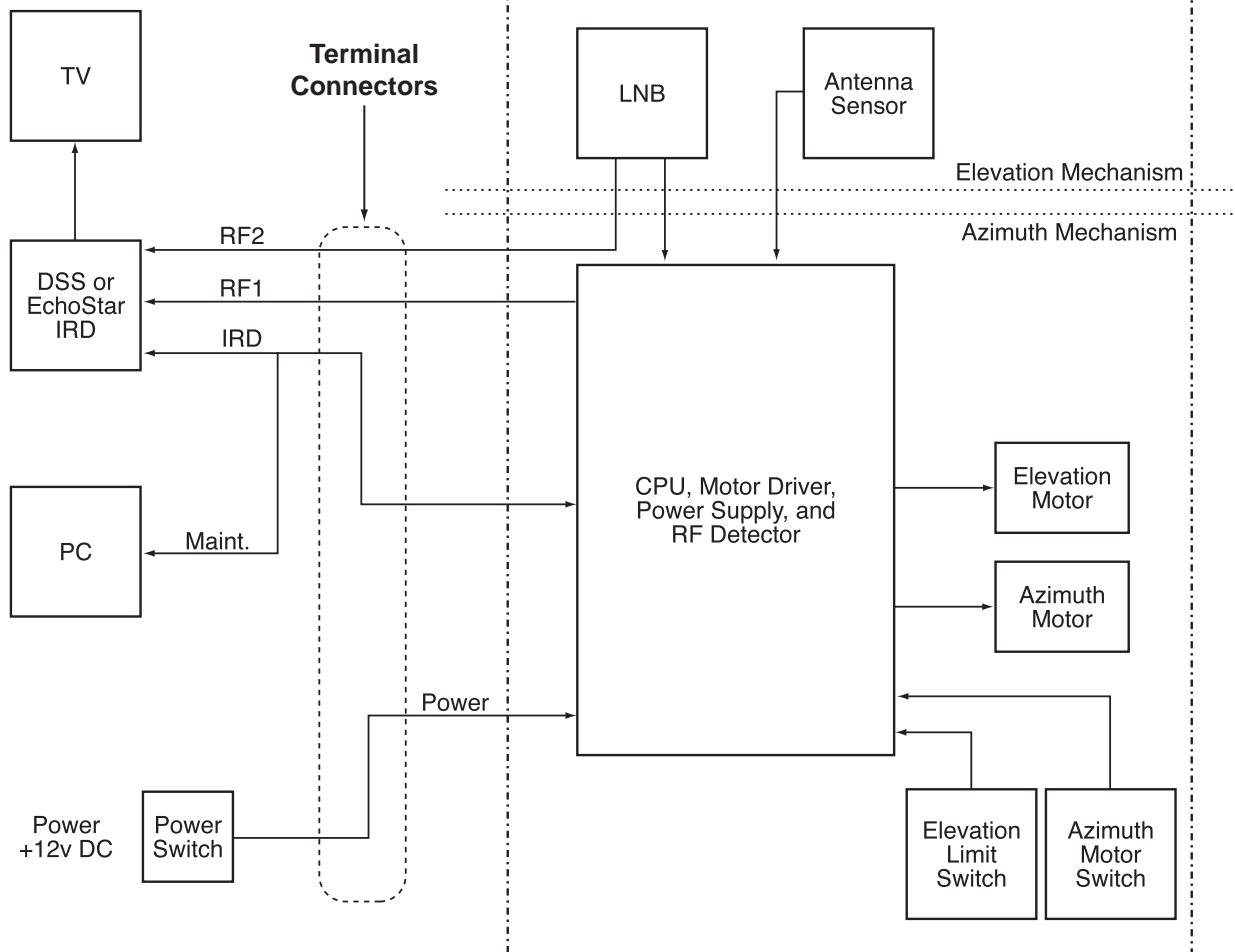 TV
Terminal
Connectors
LNB
Antenna
Sensor
Elevation Mechanism
Azimuth Mechanism
RF2
DSS or
EchoStar
IRD
RF1
IRD
CPU, Motor Driver,
Power Supply, and
RF Detector
Elevation
Motor
PC
Maint.
Azimuth
Motor
Power
Power
+12v DC
Power
Switch
Elevation
Limit
Switch
Azimuth
Motor
Switch